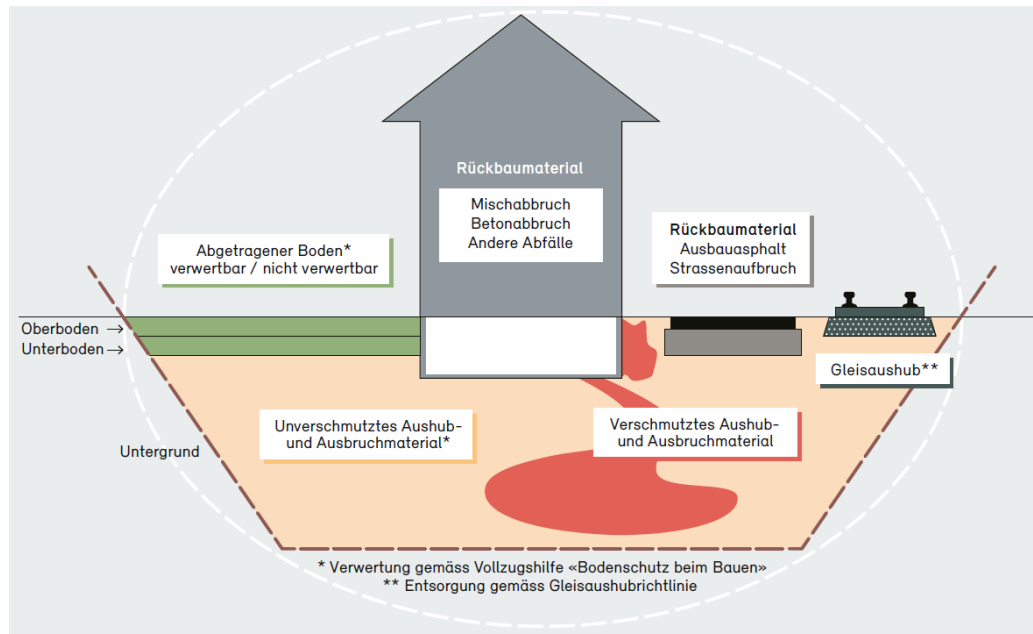 Rückbaumaterial
Mischabbruch
Betonabbruch
Andere Abfälle
Abgetragener Boden*
verwertbar / nicht verwertbar
Rückbaumaterial
Ausbauasphalt
Strassenaufbruch
Oberboden →
Unterboden →
Gleisaushub**
Unverschmutztes Aushub-
und Ausbruchmaterial*
Verschmutztes Aushub-
und Ausbruchmaterial
Untergrund
* Verwertung gemäss Vollzugshilfe «Bodenschutz beim Bauen»
** Entsorgung gemäss Gleisaushubrichtlinie